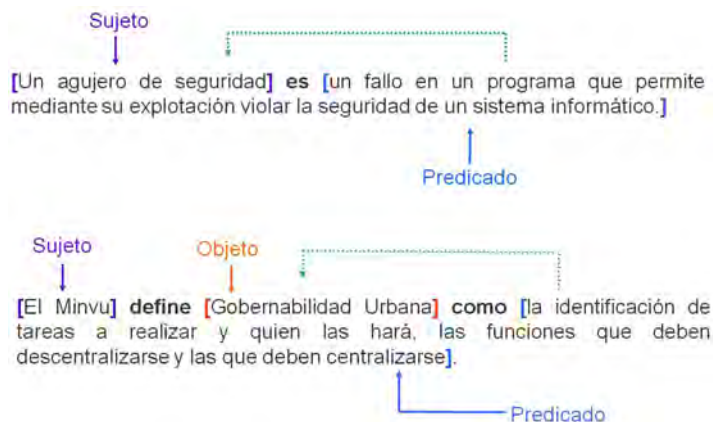 Sujeto
[Un agujero de seguridad] es [un fallo en un programa que permite
mediante su explotación violar la seguridad de un sistema informático.]
Predicado
Sujeto Objeto
[El Minvu] define [Gobernabilidad Urbana] como [la identificación de
tareas a realizar y quien las hará, las funciones que deben
descentralizarse y las que deben centralizarse].
Predicado